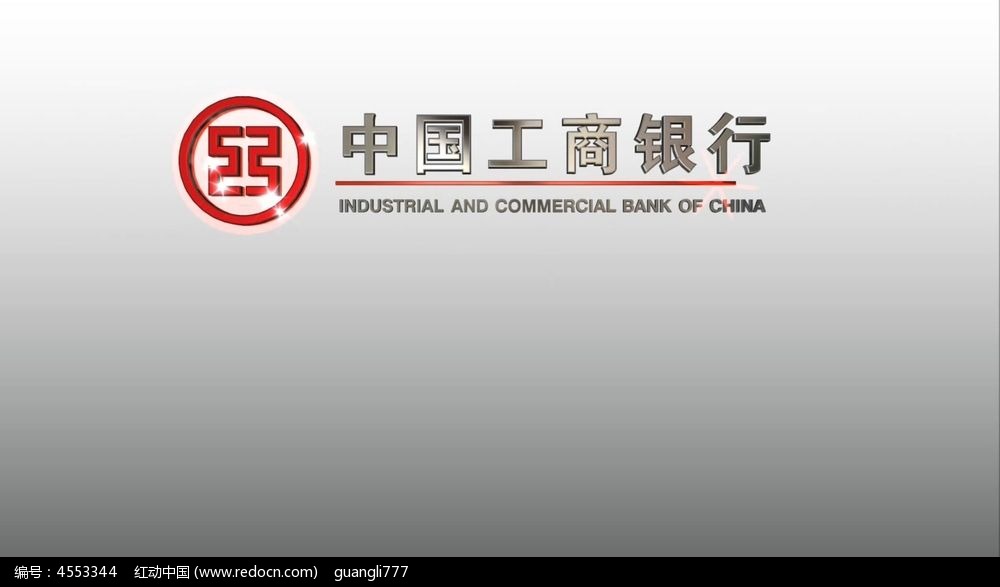 中国工商银行
INDUSTRIAL AND COMMERCIAL BANK OF CHINA
编号：4553344 红动中国 (www.redocn.com) guangli777